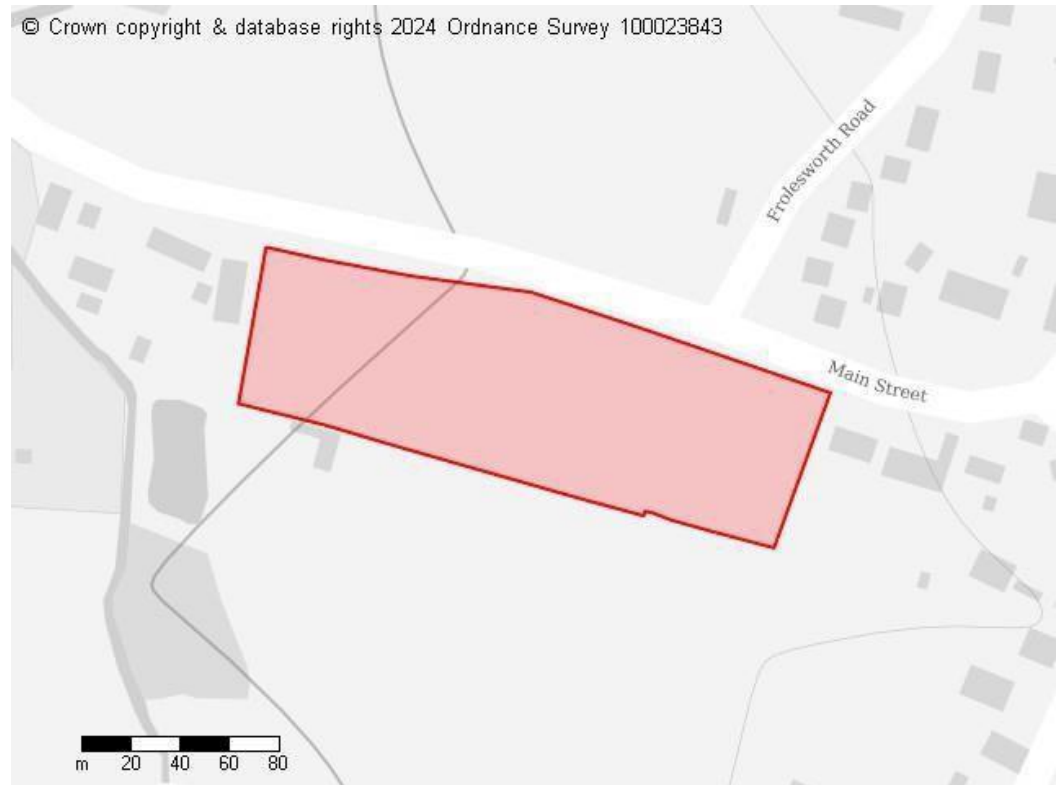 © Crown copyright & database rights 2024 Ordnance Survey 100023843
Frolesworth Road
Main Street
m 20 40 60 80